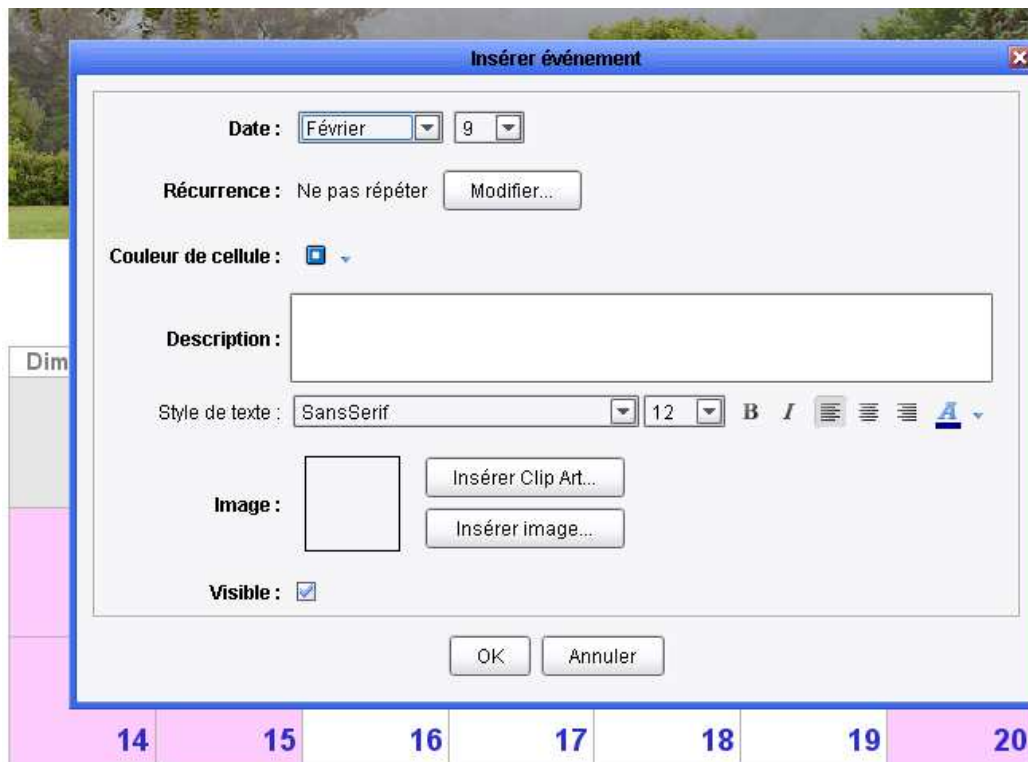 Insérer événement
Date : Février 9
Récurrence : Ne pas répéter Modifier...
Couleur de cellule :
Description :
Dim
Style de texte : SansSerif 12 B I A
Insérer Clip Art...
Image :
Insérer image...
Visible :
OK Annuler
14 15 16 17 18 19 20